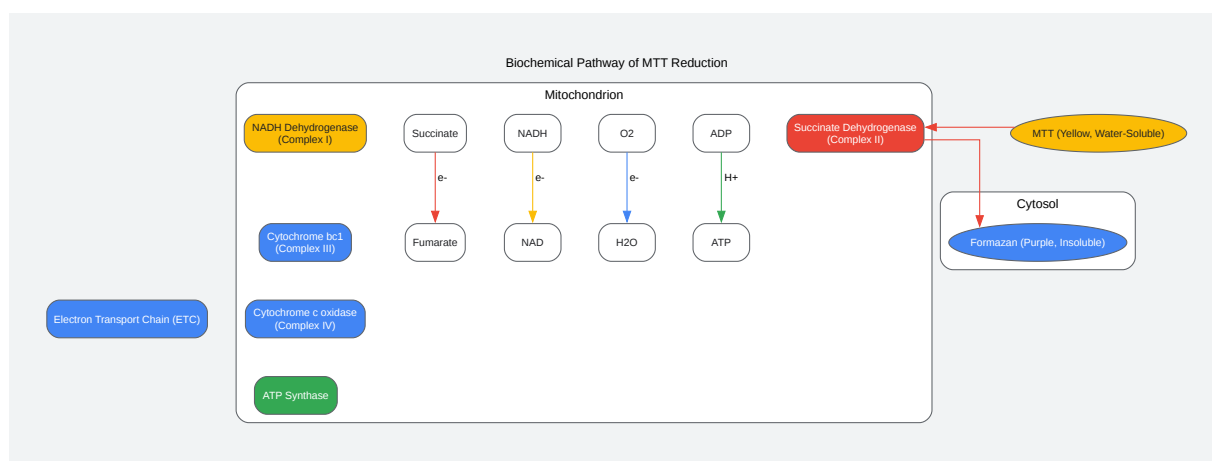 Biochemical Pathway of MTT Reduction
Mitochondrion
NADH Dehydrogenase
(Complex I)
Succinate
NADH
O2
ADP
Succinate Dehydrogenase
(Complex II)
MTT (Yellow, Water-Soluble)
e-
e-
e-
H+
Cytosol
Cytochrome bc1
(Complex III)
Fumarate
NAD
H2O
ATP
Formazan (Purple, Insoluble)
Electron Transport Chain (ETC)
Cytochrome c oxidase
(Complex IV)
ATP Synthase